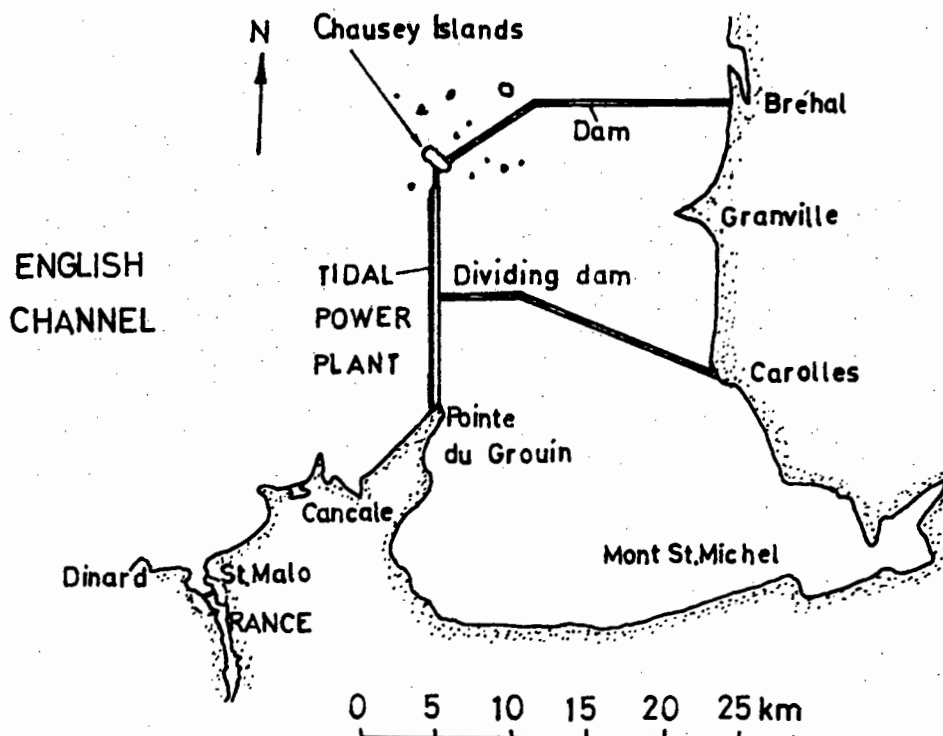 N
Chausey Islands
Bréhal
Dam
Granville
ENGLISH
CHANNEL
TIDAL
POWER
PLANT
Dividing dam
Carolles
Pointe
du Grouin
Cancale
Mont St.Michel
Dinard
St.Malo
RANCE
0 5 10 15 20 25 km